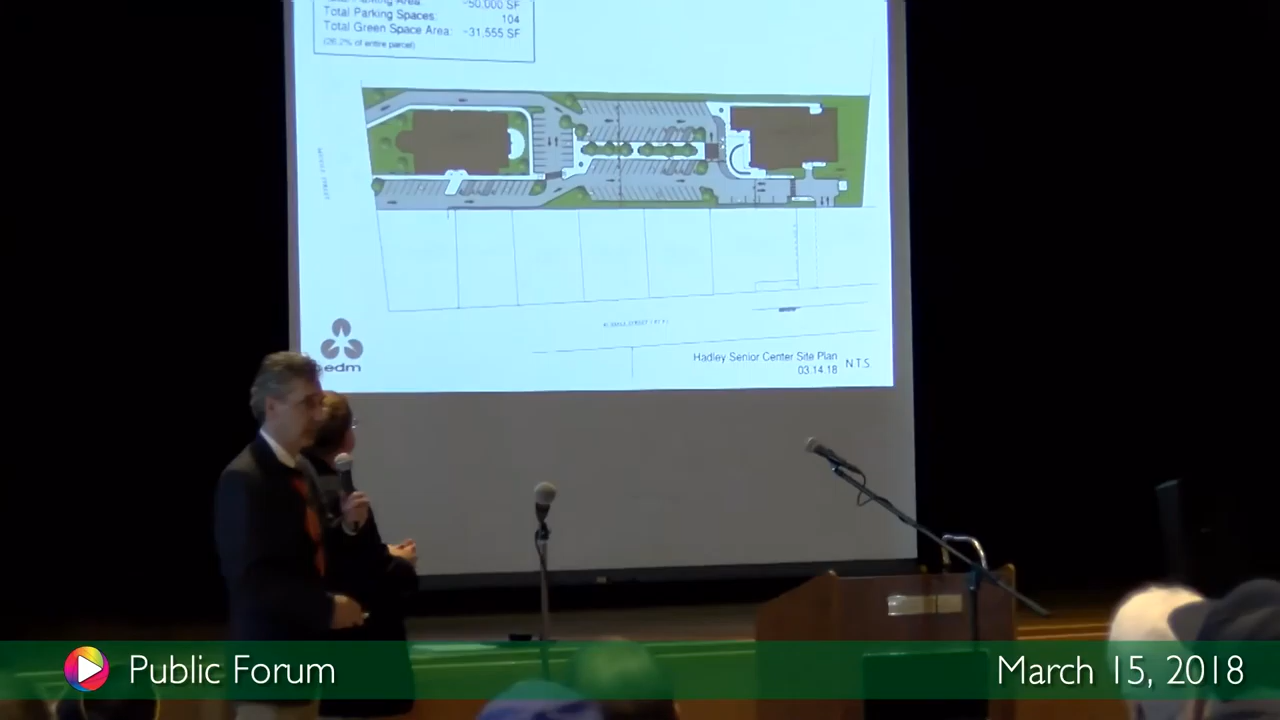 ~50,000 SF
Total Parking Spaces: 104
Total Green Space Area: ~31,555 SF
(26.2% of entire parcel)
edm
Hadley Senior Center Site Plan
03.14.18
N.T.S.
Public Forum
March 15, 2018